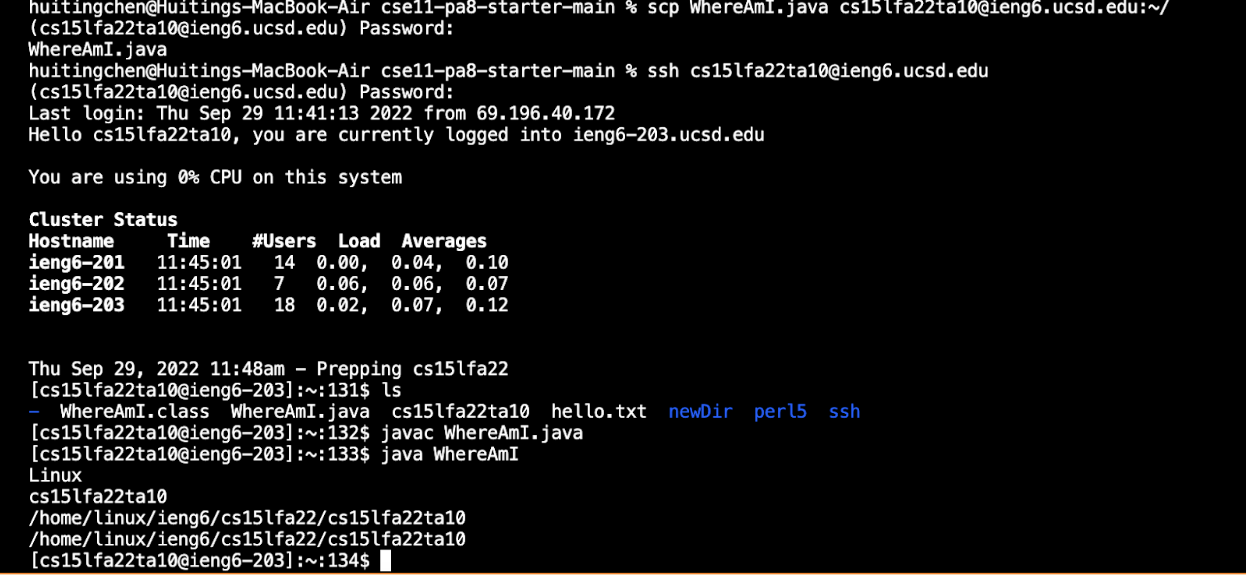 huitingchen@Huitings-MacBook-Air cse11-pa8-starter-main % scp WhereAmI.java cs15lfa22ta10@ieng6.ucsd.edu:~/
(cs15lfa22ta10@ieng6.ucsd.edu) Password:
WhereAmI.java
huitingchen@Huitings-MacBook-Air cse11-pa8-starter-main % ssh cs15lfa22ta10@ieng6.ucsd.edu
(cs15lfa22ta10@ieng6.ucsd.edu) Password:
Last login: Thu Sep 29 11:41:13 2022 from 69.196.40.172
Hello cs15lfa22ta10, you are currently logged into ieng6-203.ucsd.edu
You are using 0% CPU on this system
Cluster Status
Hostname     Time    #Users  Load  Averages
ieng6-201   11:45:01   14  0.00,  0.04,  0.10
ieng6-202   11:45:01   7   0.06,  0.06,  0.07
ieng6-203   11:45:01   18  0.02,  0.07,  0.12
Thu Sep 29, 2022 11:48am - Prepping cs15lfa22
[cs15lfa22ta10@ieng6-203]:~:131$ ls
-  WhereAmI.class  WhereAmI.java  cs15lfa22ta10  hello.txt  newDir  perl5  ssh
[cs15lfa22ta10@ieng6-203]:~:132$ javac WhereAmI.java
[cs15lfa22ta10@ieng6-203]:~:133$ java WhereAmI
Linux
cs15lfa22ta10
/home/linux/ieng6/cs15lfa22/cs15lfa22ta10
/home/linux/ieng6/cs15lfa22/cs15lfa22ta10
[cs15lfa22ta10@ieng6-203]:~:134$